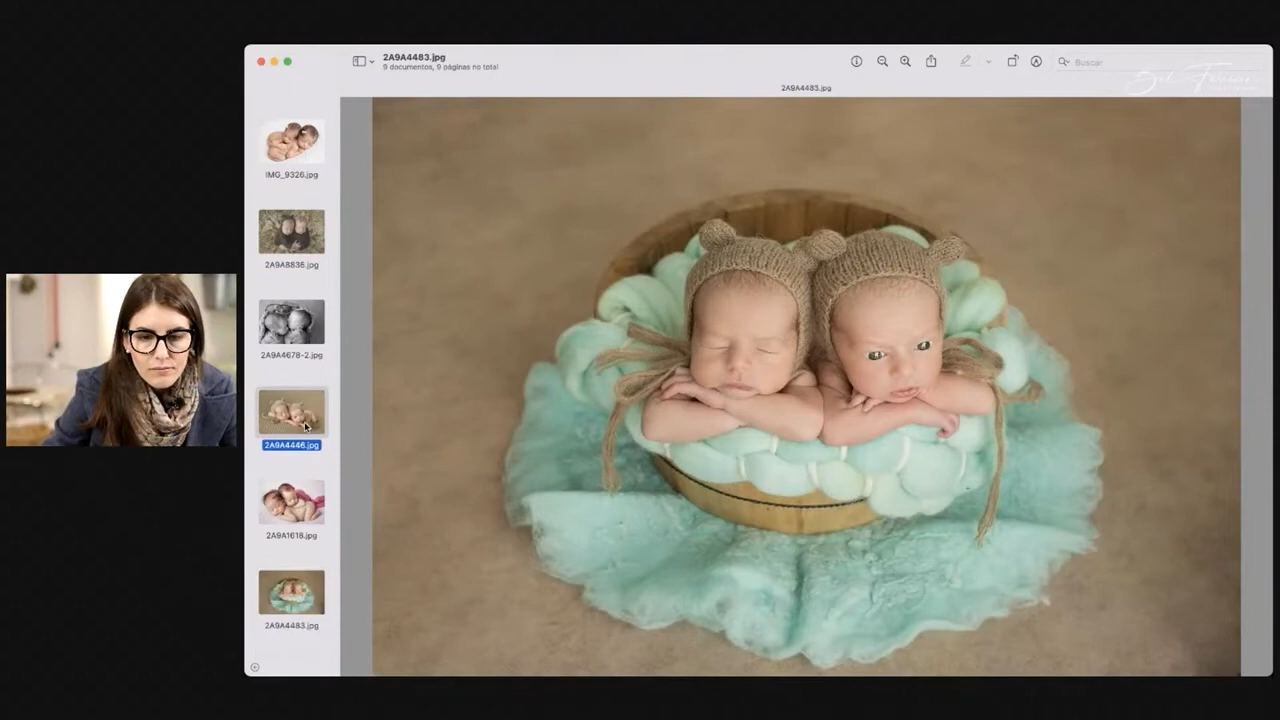 2A9A4483.jpg
9 documentos, 9 páginas no total
Buscar
2A9A4483.jpg
IMG_9326.jpg
2A9A8835.jpg
2A9A4678-2.jpg
2A9A4446.jpg
2A9A1618.jpg
2A9A4483.jpg